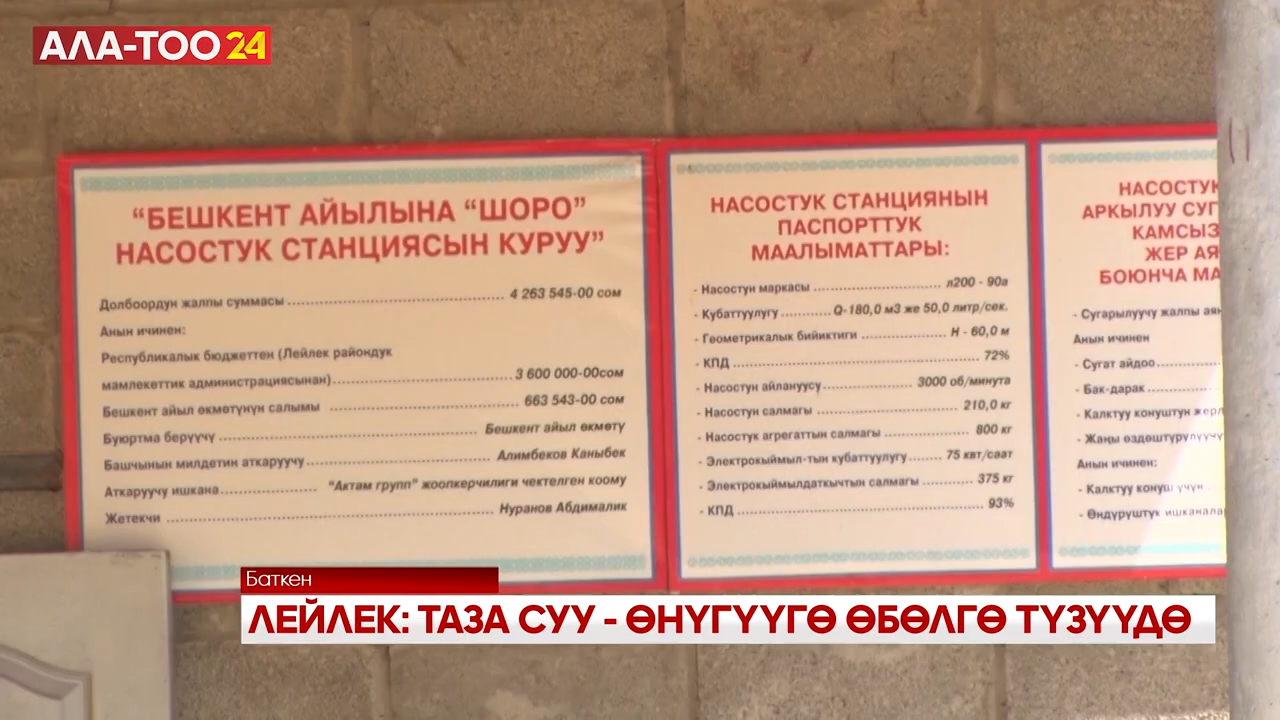 АЛА-ТОО 24
“БЕШКЕНТ АЙЫЛЫНА “ШОРО”
НАСОСТУК СТАНЦИЯСЫН КУРУУ”
Долбоордун жалпы суммасы ........ 4 263 545-00 сом
Анын ичинен:
Республикалык бюджеттен (Лейлек райондук
мамлекеттик администрациясынан) ........ 3 600 000-00сом
Бешкент айыл өкмөтүнүн салымы ........ 663 543-00 сом
Буюртма берүүчү ........ Бешкент айыл өкмөтү
Башчынын милдетин аткаруучу ........ Алимбеков Каныбек
Аткаруучу ишкана ........ “Актам групп” жоопкерчилиги чектелген коому
Жетекчи ........ Нуранов Абдималик
НАСОСТУК СТАНЦИЯНЫН
ПАСПОРТТУК
МААЛЫМАТТАРЫ:
- Насостун маркасы ........ л200 - 90а
- Кубаттуулугу ........ Q-180,0 м3 же 50,0 литр/сек.
- Геометрикалык бийиктиги ........ Н - 60,0 м
- КПД ........ 72%
- Насостун айлануусу ........ 3000 об/минута
- Насостун салмагы ........ 210,0 кг
- Насостук агрегаттын салмагы ........ 800 кг
- Электрокыймыл-тын кубаттуулугу ........ 75 квт/саат
- Электрокыймылдаткычтын салмагы ........ 375 кг
- КПД ........ 93%
НАСОСТУК
АРКЫЛУУ СУГ
КАМСЫЗ
ЖЕР АЯ
БОЮНЧА МА
- Сугарылуучу жалпы аян
Анын ичинен
- Сугат айдоо
- Бак-дарак
- Калктуу конуштун жерл
- Жаңы өздөштүрүлүүчү
Анын ичинен:
- Калктуу конуш үчүн
- Өндүрүштүк ишканалар
Баткен
ЛЕЙЛЕК: ТАЗА СУУ - ӨНҮГҮҮГӨ ӨБӨЛГӨ ТҮЗҮҮДӨ